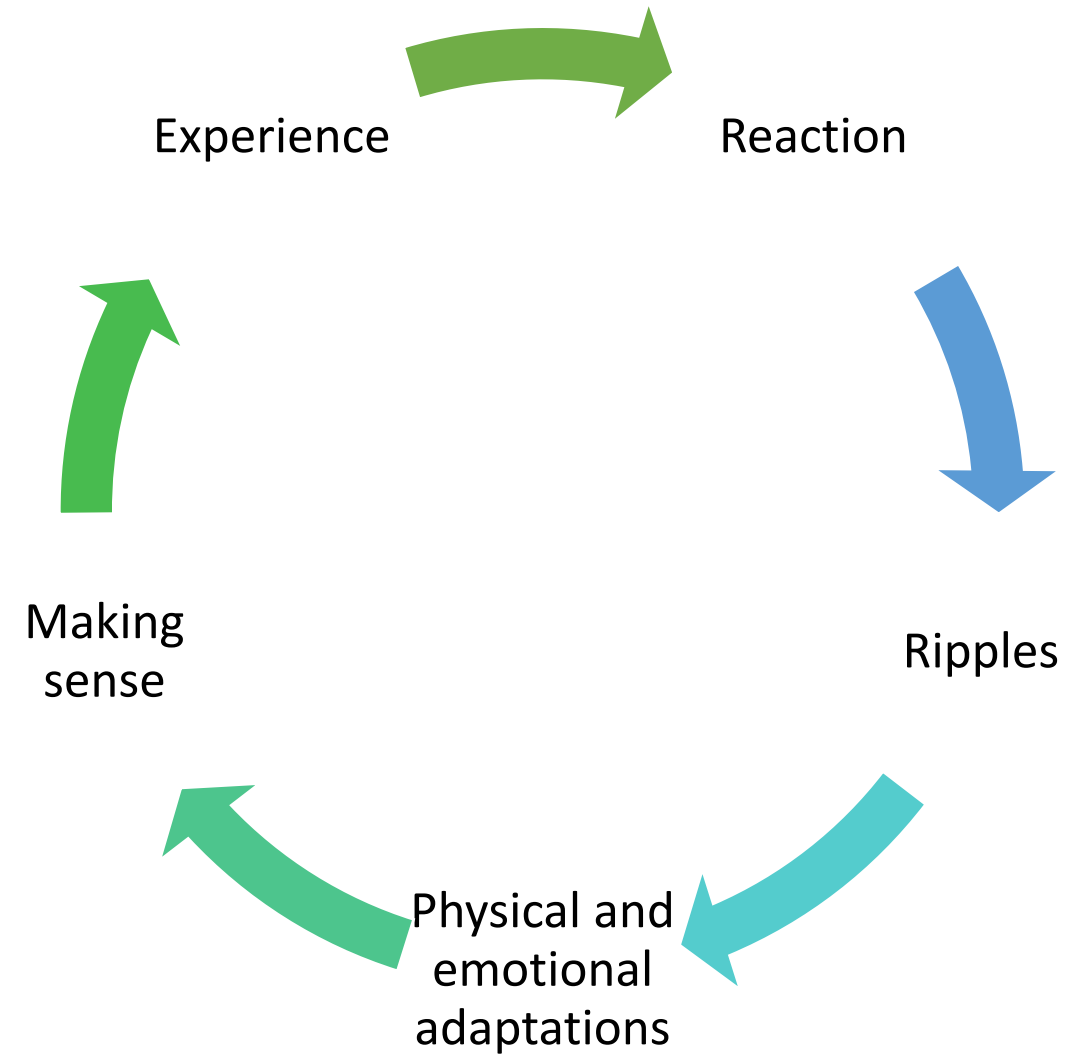 Experience
Reaction
Ripples
Physical and
emotional
adaptations
Making
sense